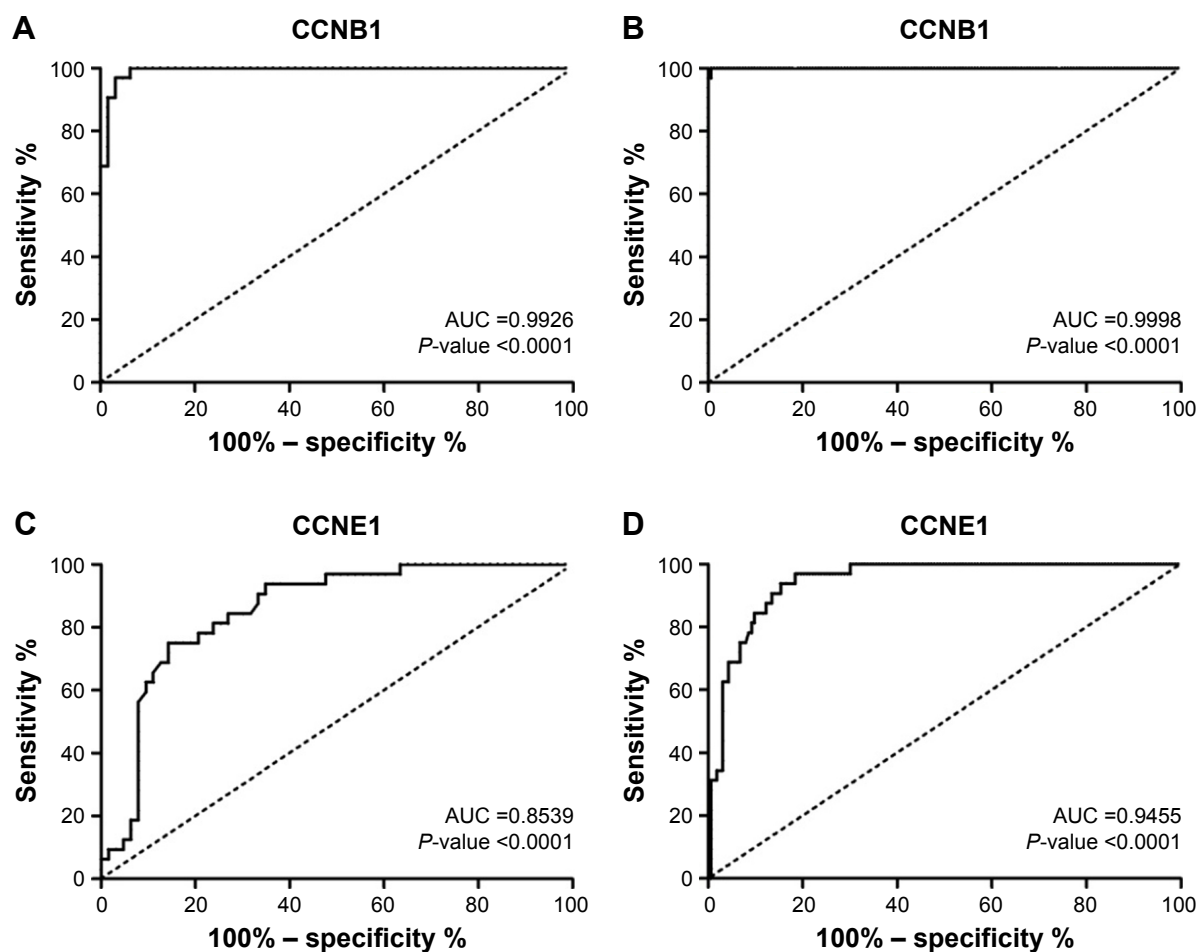 A
CCNB1
100
80
60
40
20
0
Sensitivity %
AUC =0.9926
P-value <0.0001
0 20 40 60 80 100
100% – specificity %
B
CCNB1
100
80
60
40
20
0
Sensitivity %
AUC =0.9998
P-value <0.0001
0 20 40 60 80 100
100% – specificity %
C
CCNE1
100
80
60
40
20
0
Sensitivity %
AUC =0.8539
P-value <0.0001
0 20 40 60 80 100
100% – specificity %
D
CCNE1
100
80
60
40
20
0
Sensitivity %
AUC =0.9455
P-value <0.0001
0 20 40 60 80 100
100% – specificity %